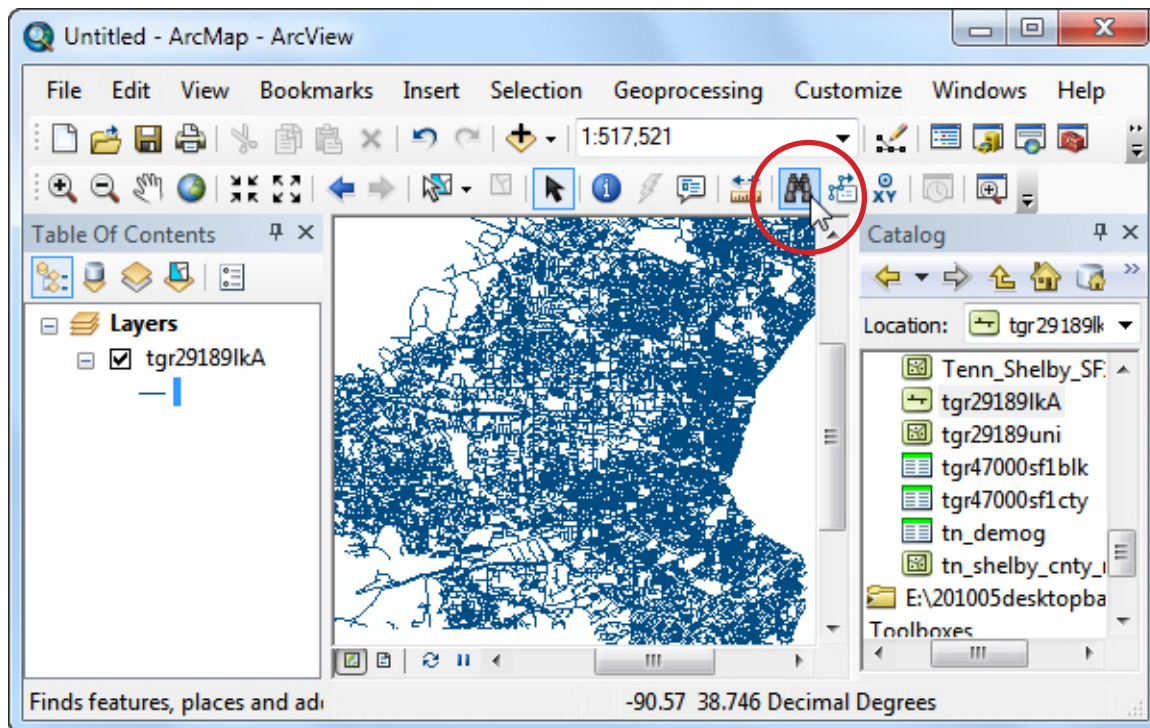 Untitled - ArcMap - ArcView
File Edit View Bookmarks Insert Selection Geoprocessing Customize Windows Help
1:517,521
XY
Table Of Contents
Layers
tgr29189lkA
Catalog
Location: tgr29189lk
Tenn_Shelby_SF
tgr29189lkA
tgr29189uni
tgr47000sf1blk
tgr47000sf1cty
tn_demog
tn_shelby_cnty_
E:\201005desktopba
Toolboxes
Finds features, places and ad
-90.57 38.746 Decimal Degrees